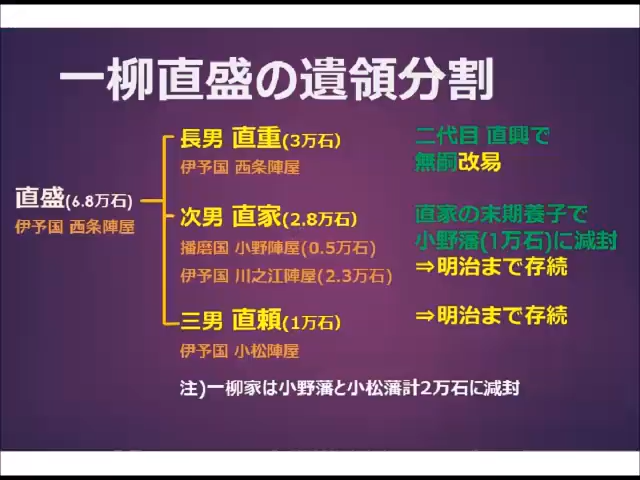 一柳直盛の遺領分割
直盛(6.8万石)
伊予国 西条陣屋
長男 直重(3万石)
伊予国 西条陣屋
二代目 直興で
無嗣改易
次男 直家(2.8万石)
播磨国 小野陣屋(0.5万石)
伊予国 川之江陣屋(2.3万石)
直家の末期養子で
小野藩(1万石)に減封
⇒明治まで存続
三男 直頼(1万石)
伊予国 小松陣屋
⇒明治まで存続
注)一柳家は小野藩と小松藩計2万石に減封